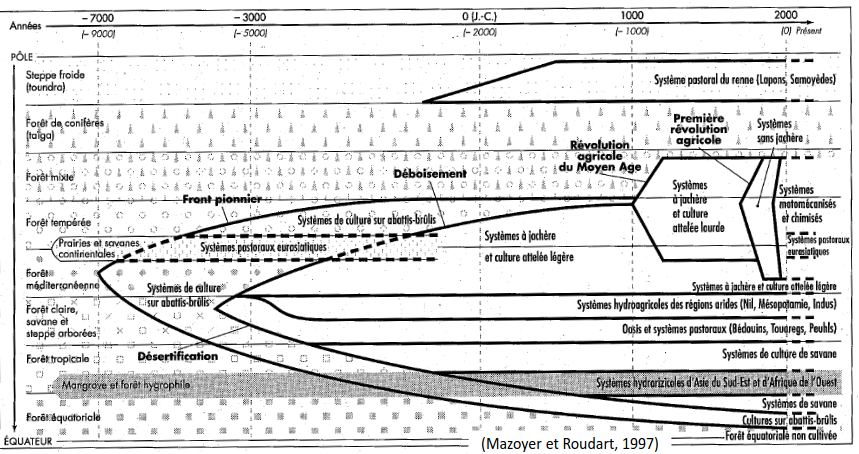 Années
-7000
-3000
0 (J.-C.)
1000
2000
(- 9000)
(- 5000)
(- 2000)
(- 1000)
(0) Présent
PÔLE
Steppe froide
(toundra)
Système pastoral du renne (Lapons, Samoyèdes)
Forêt de conifères
(taïga)
Révolution
agricole
du Moyen Age
Première
révolution
agricole
Systèmes
sans jachère
Forêt mixte
Déboisement
Front pionnier
Systèmes
à jachère
et culture
attelée lourde
Systèmes
motomécanisés
et chimisés
Forêt tempérée
Systèmes de culture sur abattis-brûlis
Prairies et savanes
continentales
Systèmes pastoraux eurasiatiques
Systèmes à jachère
et culture attelée légère
Systèmes pastoraux
eurasiatiques
Forêt
méditerranéenne
Systèmes de culture
sur abattis-brûlis
Systèmes à jachère et culture attelée légère
Forêt claire,
savane et
steppe arborées
Systèmes hydroagricoles des régions arides (Nil, Mésopotamie, Indus)
Oasis et systèmes pastoraux (Bédouins, Touaregs, Peuhls)
Désertification
Forêt tropicale
Systèmes de culture de savane
Mangrove et forêt hygrophile
Systèmes hydrorizicoles d'Asie du Sud-Est et d'Afrique de l'Ouest
Systèmes de savane
Forêt équatoriale
Cultures sur abattis-brûlis
Forêt équatoriale non cultivée
ÉQUATEUR
(Mazoyer et Roudart, 1997)